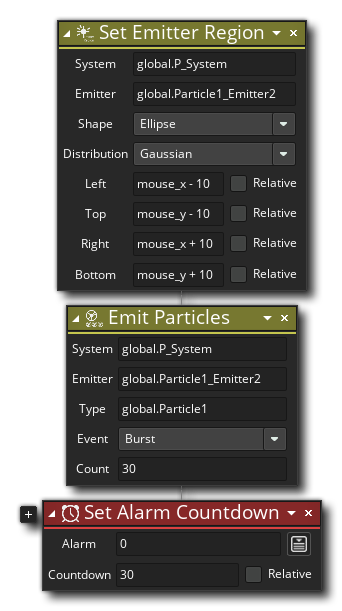 Set Emitter Region
System global.P_System
Emitter global.Particle1_Emitter2
Shape Ellipse
Distribution Gaussian
Left mouse_x - 10 Relative
Top mouse_y - 10 Relative
Right mouse_x + 10 Relative
Bottom mouse_y + 10 Relative
Emit Particles
System global.P_System
Emitter global.Particle1_Emitter2
Type global.Particle1
Event Burst
Count 30
Set Alarm Countdown
Alarm 0
Countdown 30 Relative